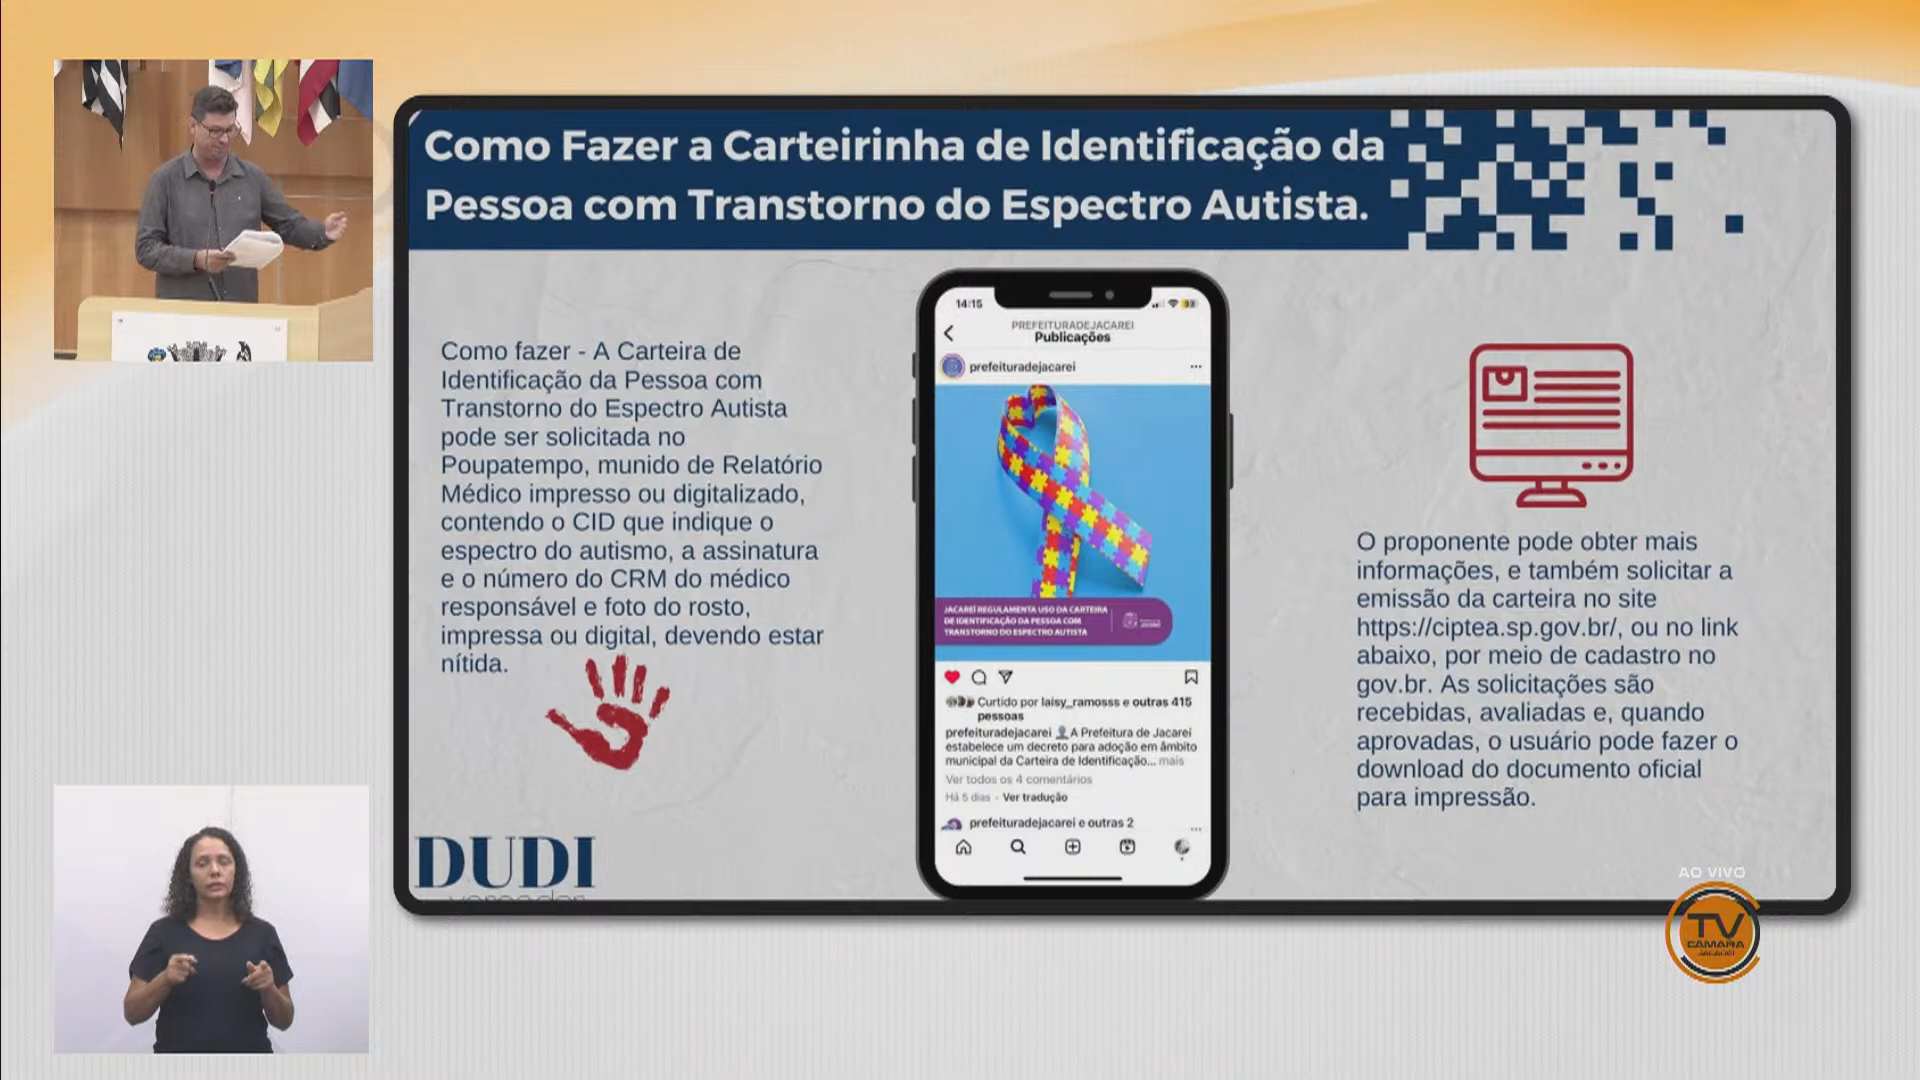 Como Fazer a Carteirinha de Identificação da
Pessoa com Transtorno do Espectro Autista.
Como fazer - A Carteira de
Identificação da Pessoa com
Transtorno do Espectro Autista
pode ser solicitada no
Poupatempo, munido de Relatório
Médico impresso ou digitalizado,
contendo o CID que indique o
espectro do autismo, a assinatura
e o número do CRM do médico
responsável e foto do rosto,
impressa ou digital, devendo estar
nítida.
DUDI
vereador
14:15
PREFEITURADEJACAREI
Publicações
prefeituradejacarei
JACAREÍ REGULAMENTA USO DA CARTEIRA
DE IDENTIFICAÇÃO DA PESSOA COM
TRANSTORNO DO ESPECTRO AUTISTA
Curtido por laisy_ramosss e outras 415
pessoas
prefeituradejacarei A Prefeitura de Jacareí
estabelece um decreto para adoção em âmbito
municipal da Carteira de Identificação... mais
Ver todos os 4 comentários
Há 5 dias · Ver tradução
prefeituradejacarei e outras 2
O proponente pode obter mais
informações, e também solicitar a
emissão da carteira no site
https://ciptea.sp.gov.br/, ou no link
abaixo, por meio de cadastro no
gov.br. As solicitações são
recebidas, avaliadas e, quando
aprovadas, o usuário pode fazer o
download do documento oficial
para impressão.
AO VIVO
TV
CÂMARA
JACAREÍ